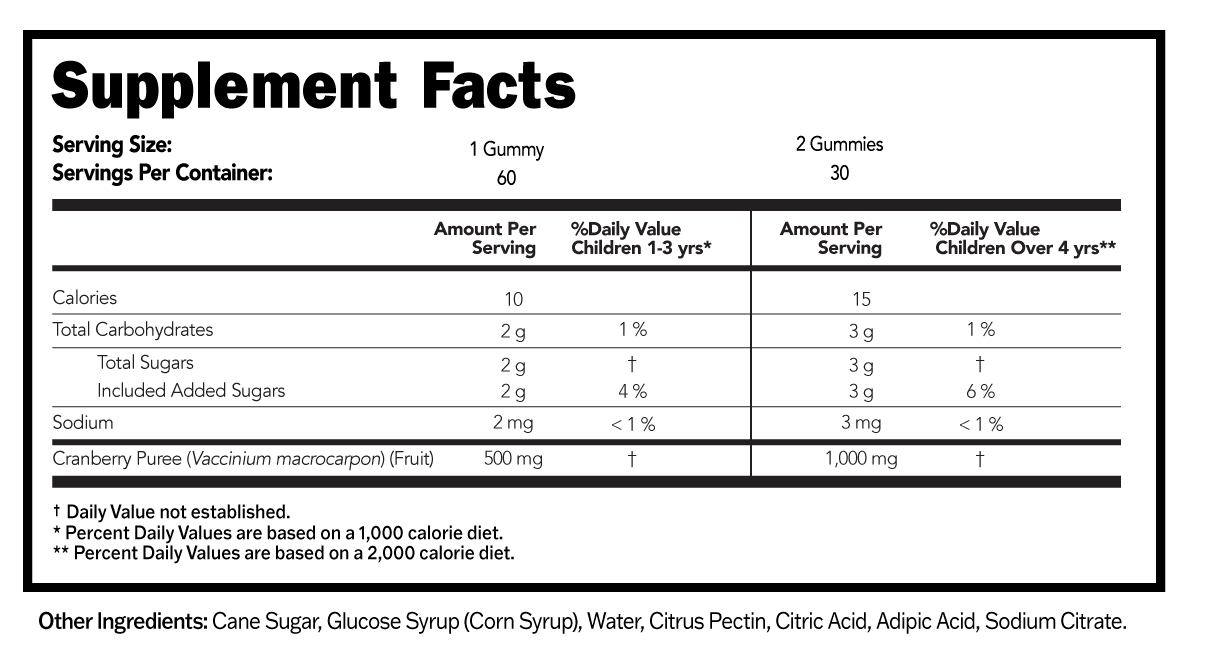 Supplement Facts
Serving Size: 1 Gummy 2 Gummies
Servings Per Container: 60 30
Amount Per Serving %Daily Value Children 1-3 yrs* Amount Per Serving %Daily Value Children Over 4 yrs**
Calories 10 15
Total Carbohydrates 2 g 1 % 3 g 1 %
Total Sugars 2 g † 3 g †
Included Added Sugars 2 g 4 % 3 g 6 %
Sodium 2 mg < 1 % 3 mg < 1 %
Cranberry Puree (Vaccinium macrocarpon) (Fruit) 500 mg † 1,000 mg †
† Daily Value not established.
* Percent Daily Values are based on a 1,000 calorie diet.
** Percent Daily Values are based on a 2,000 calorie diet.
Other Ingredients: Cane Sugar, Glucose Syrup (Corn Syrup), Water, Citrus Pectin, Citric Acid, Adipic Acid, Sodium Citrate.